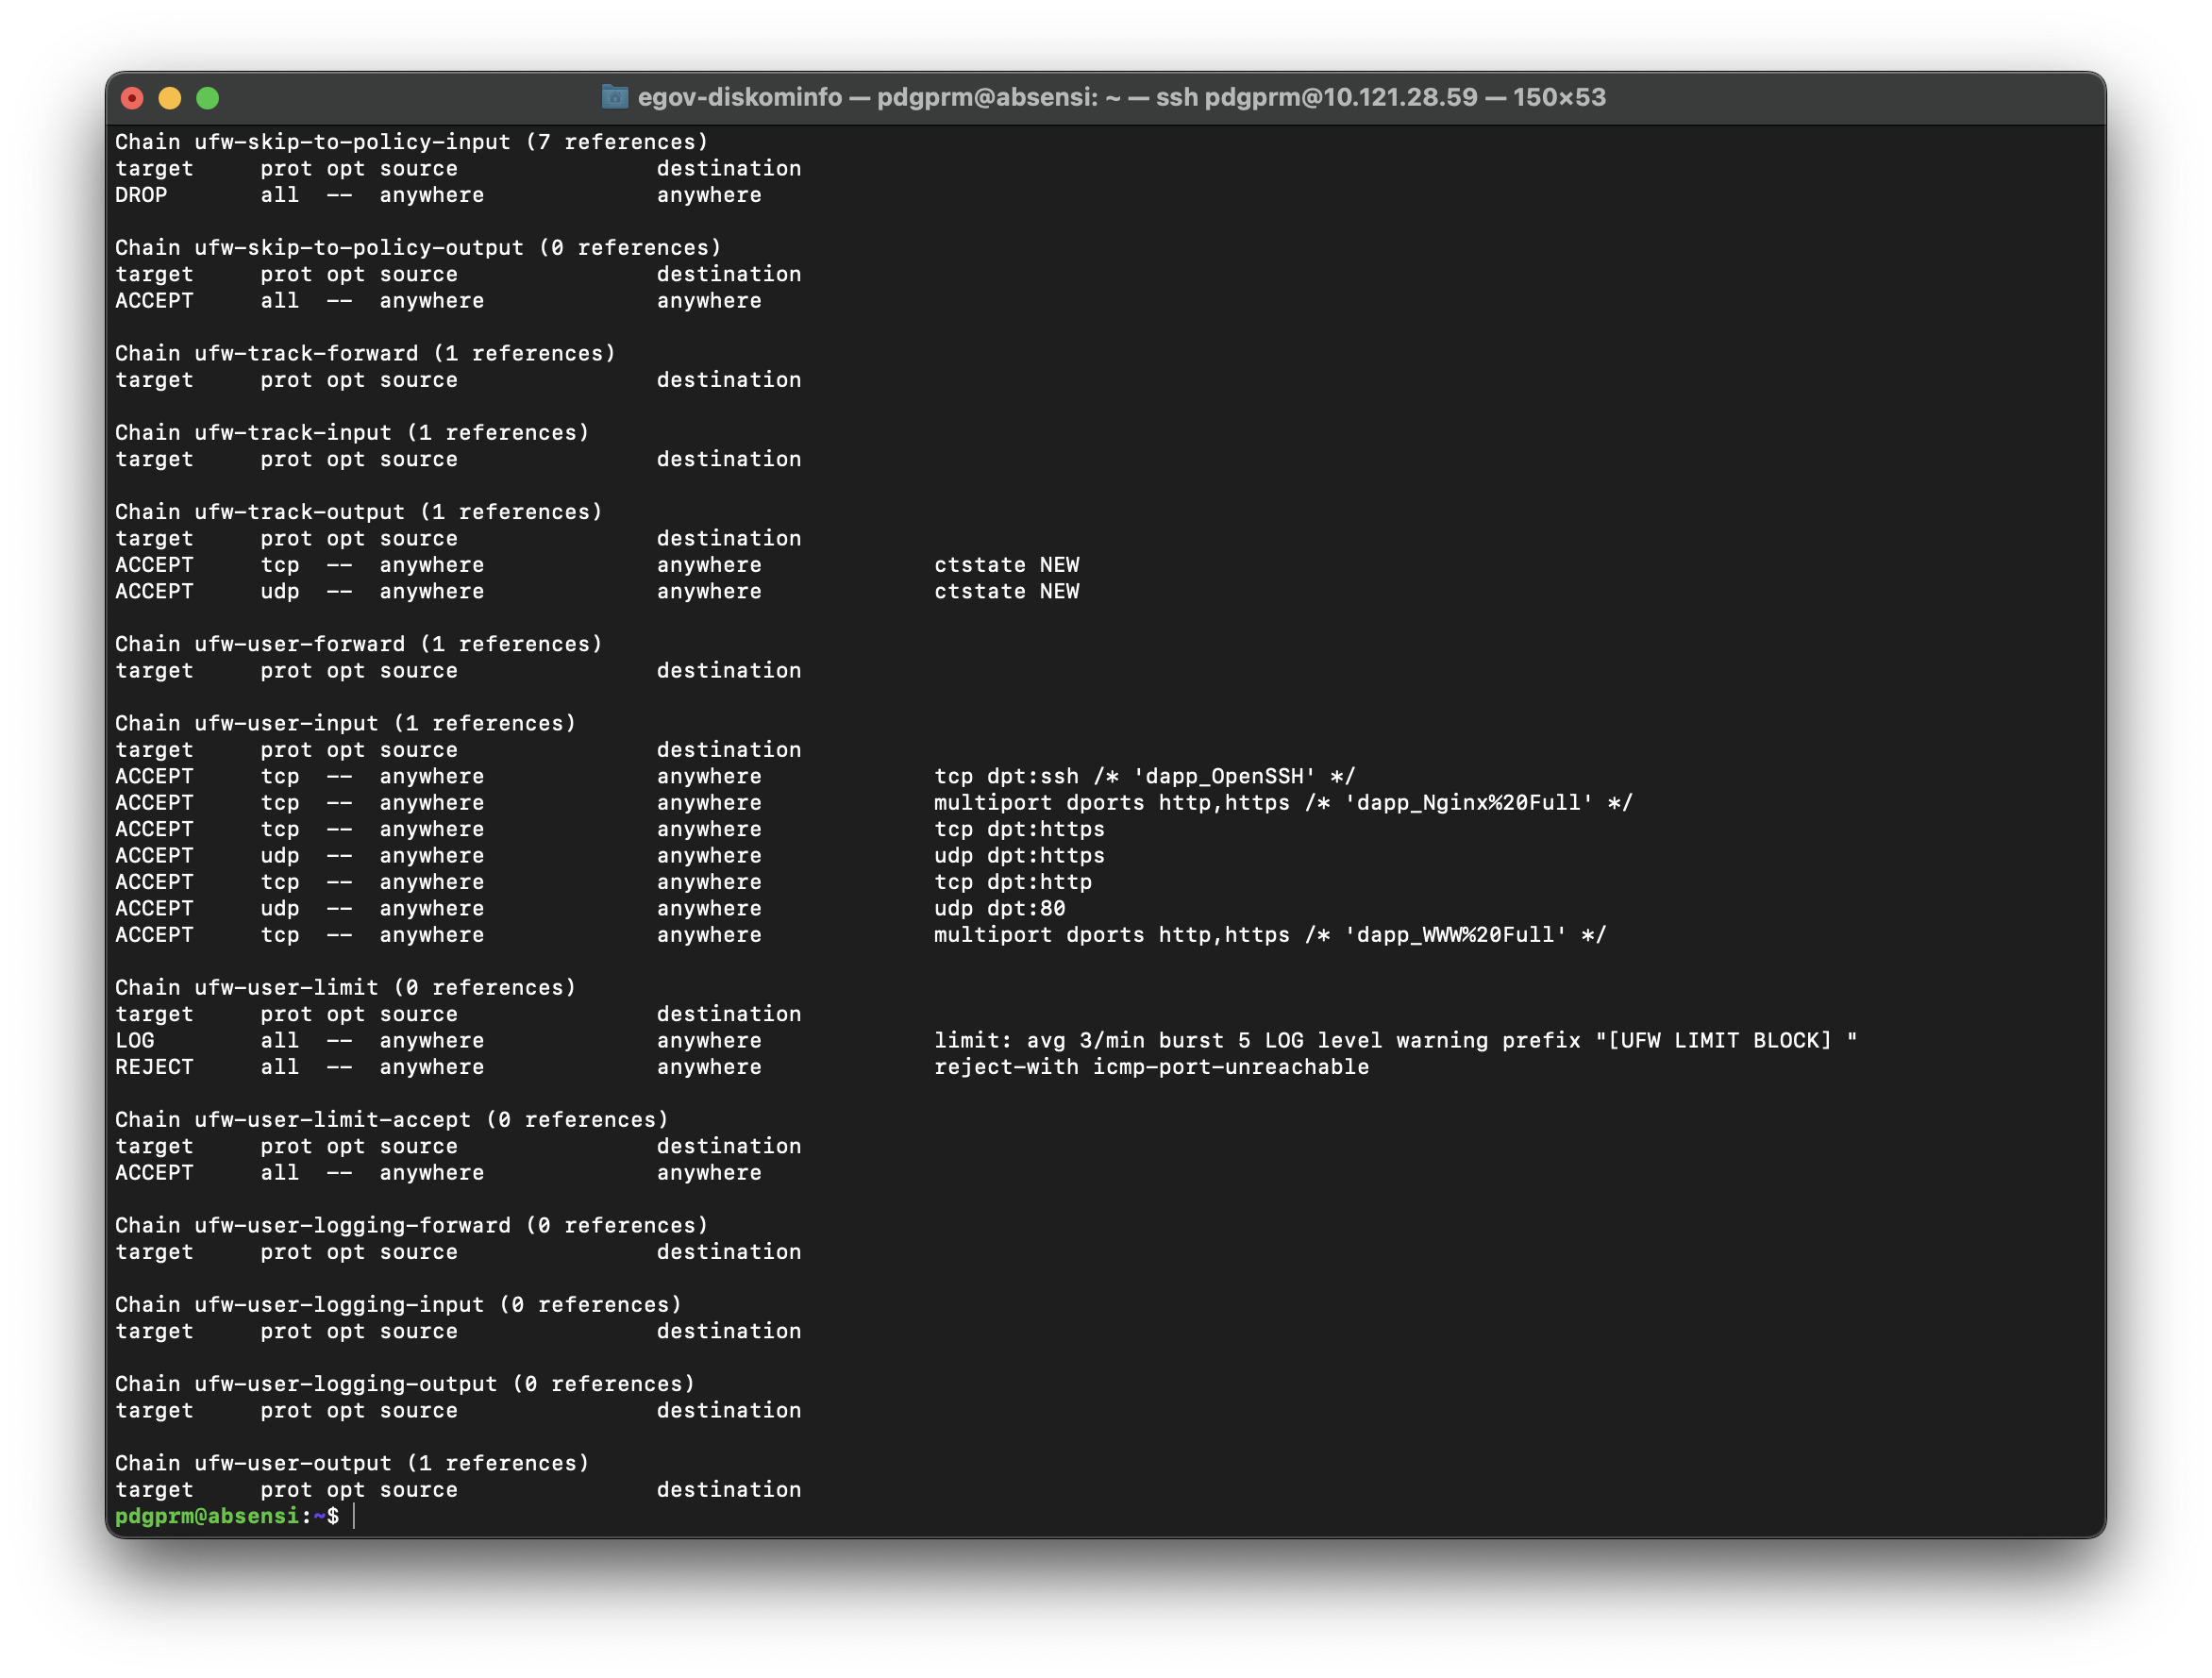 egov-diskominfo — pdgprm@absensi: ~ — ssh pdgprm@10.121.28.59 — 150×53
Chain ufw-skip-to-policy-input (7 references)
target     prot opt source               destination
DROP       all  --  anywhere             anywhere

Chain ufw-skip-to-policy-output (0 references)
target     prot opt source               destination
ACCEPT     all  --  anywhere             anywhere

Chain ufw-track-forward (1 references)
target     prot opt source               destination

Chain ufw-track-input (1 references)
target     prot opt source               destination

Chain ufw-track-output (1 references)
target     prot opt source               destination
ACCEPT     tcp  --  anywhere             anywhere             ctstate NEW
ACCEPT     udp  --  anywhere             anywhere             ctstate NEW

Chain ufw-user-forward (1 references)
target     prot opt source               destination

Chain ufw-user-input (1 references)
target     prot opt source               destination
ACCEPT     tcp  --  anywhere             anywhere             tcp dpt:ssh /* 'dapp_OpenSSH' */
ACCEPT     tcp  --  anywhere             anywhere             multiport dports http,https /* 'dapp_Nginx%20Full' */
ACCEPT     tcp  --  anywhere             anywhere             tcp dpt:https
ACCEPT     udp  --  anywhere             anywhere             udp dpt:https
ACCEPT     tcp  --  anywhere             anywhere             tcp dpt:http
ACCEPT     udp  --  anywhere             anywhere             udp dpt:80
ACCEPT     tcp  --  anywhere             anywhere             multiport dports http,https /* 'dapp_WWW%20Full' */

Chain ufw-user-limit (0 references)
target     prot opt source               destination
LOG        all  --  anywhere             anywhere             limit: avg 3/min burst 5 LOG level warning prefix "[UFW LIMIT BLOCK] "
REJECT     all  --  anywhere             anywhere             reject-with icmp-port-unreachable

Chain ufw-user-limit-accept (0 references)
target     prot opt source               destination
ACCEPT     all  --  anywhere             anywhere

Chain ufw-user-logging-forward (0 references)
target     prot opt source               destination

Chain ufw-user-logging-input (0 references)
target     prot opt source               destination

Chain ufw-user-logging-output (0 references)
target     prot opt source               destination

Chain ufw-user-output (1 references)
target     prot opt source               destination
pdgprm@absensi:~$